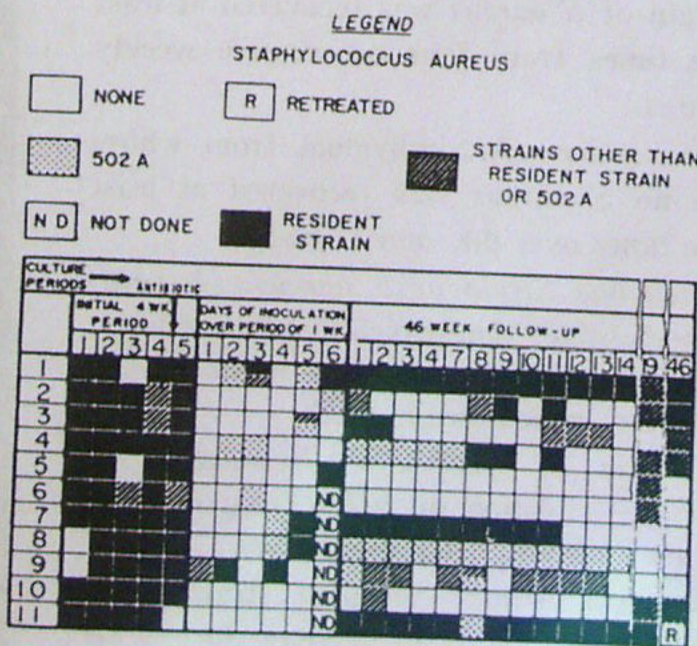 LEGEND
STAPHYLOCOCCUS AUREUS
NONE
R RETREATED
502 A
STRAINS OTHER THAN
RESIDENT STRAIN
OR 502 A
ND NOT DONE
RESIDENT
STRAIN
CULTURE
PERIODS
ANTIBIOTIC
INITIAL 4 WK.
PERIOD
DAYS OF INOCULATION
OVER PERIOD OF 1 WK.
46 WEEK FOLLOW-UP
1 2 3 4 5 1 2 3 4 5 6 1 2 3 4 5 7 8 9 10 11 12 13 14 19 46
1
2
3
4
5
6 ND
7 ND
8 ND
9 ND
10 ND
11 ND R